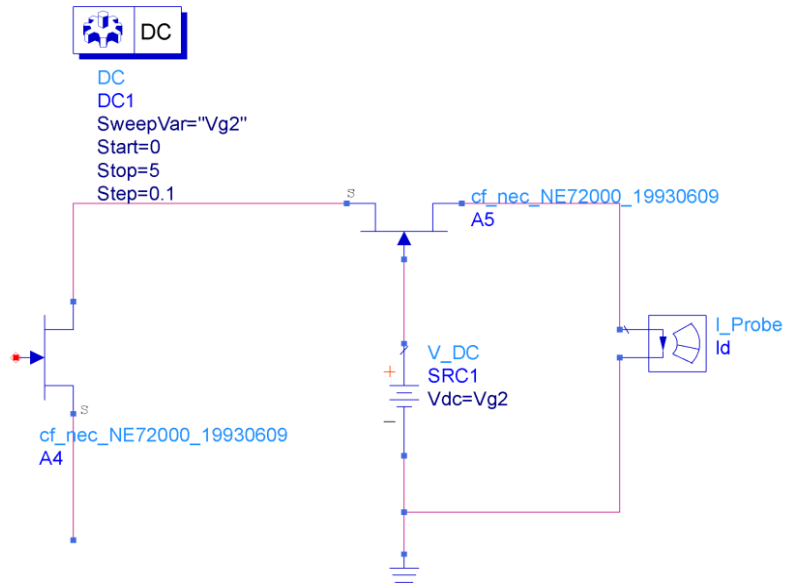 DC
DC
DC1
SweepVar="Vg2"
Start=0
Stop=5
Step=0.1
S
cf_nec_NE72000_19930609
A5
I_Probe
Id
V_DC
SRC1
Vdc=Vg2
+
−
S
cf_nec_NE72000_19930609
A4